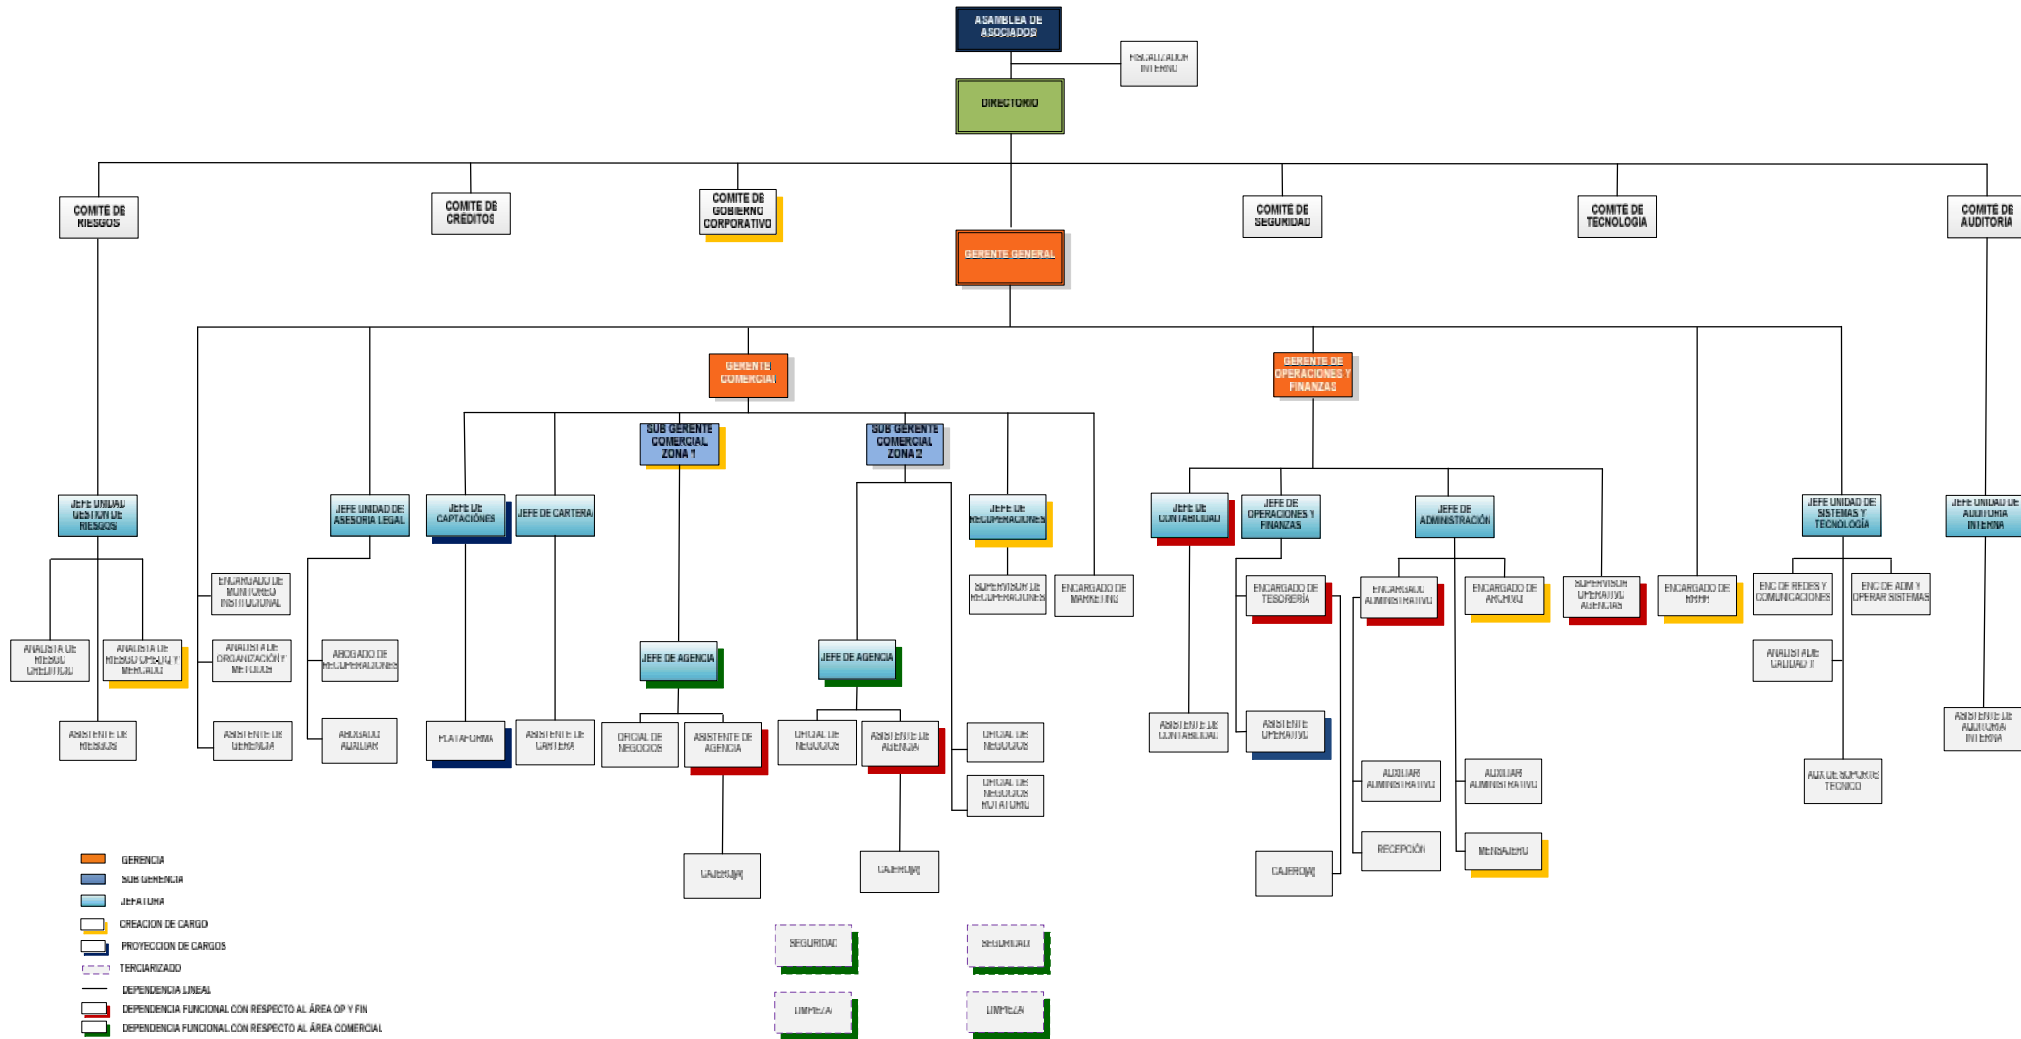 ASAMBLEA DE
ASOCIADOS
FISCALIZADOR
INTERNO
DIRECTORIO
COMITÉ DE
RIESGOS
COMITÉ DE
CRÉDITOS
COMITÉ DE
GOBIERNO
CORPORATIVO
COMITÉ DE
SEGURIDAD
COMITÉ DE
TECNOLOGIA
COMITÉ DE
AUDITORIA
GERENTE GENERAL
GERENTE
COMERCIAL
GERENTE DE
OPERACIONES Y
FINANZAS
SUB GERENTE
COMERCIAL
ZONA 1
SUB GERENTE
COMERCIAL
ZONA 2
JEFE UNIDAD
GESTION DE
RIESGOS
JEFE UNIDAD DE
ASESORIA LEGAL
JEFE DE
CAPTACIÓNES
JEFE DE CARTERA
JEFE DE
RECUPERACIONES
JEFE DE
CONTABILIDAD
JEFE DE
OPERACIONES Y
FINANZAS
JEFE DE
ADMINISTRACIÓN
JEFE UNIDAD DE
SISTEMAS Y
TECNOLOGÍA
JEFE UNIDAD DE
AUDITORIA
INTERNA
ENCARGADO DE
MONITOREO
INSTITUCIONAL
SUPERVISOR DE
RECUPERACIONES
ENCARGADO DE
MARKETING
ENCARGADO DE
TESORERÍA
ENCARGADO
ADMINISTRATIVO
ENCARGADO DE
ARCHIVO
SUPERVISOR
OPERATIVO
AGENCIAS
ENCARGADO DE
RRHH
ENC DE REDES Y
COMUNICACIONES
ENC DE ADM Y
OPERAR SISTEMAS
ANALISTA DE
RIESGO
CREDITICIO
ANALISTA DE
RIESGO OP-LIQ Y
MERCADO
ANALISTA DE
ORGANIZACIÓN Y
METODOS
ABOGADO DE
RECUPERACIONES
JEFE DE AGENCIA
JEFE DE AGENCIA
ANALISTA DE
CALIDAD TI
ASISTENTE DE
RIESGOS
ASISTENTE DE
GERENCIA
ABOGADO
AUXILIAR
PLATAFORMA
ASISTENTE DE
CARTERA
OFICIAL DE
NEGOCIOS
ASISTENTE DE
AGENCIA
OFICIAL DE
NEGOCIOS
ASISTENTE DE
AGENCIA
OFICIAL DE
NEGOCIOS
ASISTENTE DE
CONTABILIDAD
ASISTENTE
OPERATIVO
ASISTENTE DE
AUDITORIA
INTERNA
OFICIAL DE
NEGOCIOS
ROTATORIO
AUXILIAR
ADMINISTRATIVO
AUXILIAR
ADMINISTRATIVO
AUX DE SOPORTE
TECNICO
CAJERO(A)
CAJERO(A)
CAJERO(A)
RECEPCIÓN
MENSAJERO
GERENCIA
SUB GERENCIA
JEFATURA
CREACION DE CARGO
PROYECCION DE CARGOS
TERCIARIZADO
DEPENDENCIA LINEAL
DEPENDENCIA FUNCIONAL CON RESPECTO AL ÁREA OP Y FIN
DEPENDENCIA FUNCIONAL CON RESPECTO AL ÁREA COMERCIAL
SEGURIDAD
SEGURIDAD
LIMPIEZA
LIMPIEZA